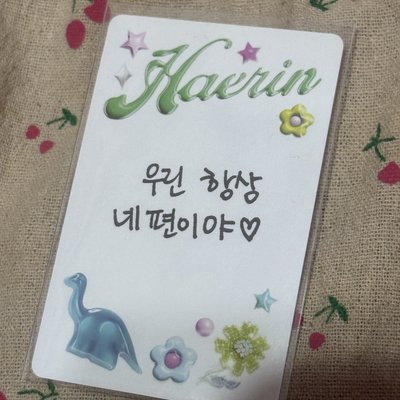 Haerin
우린 항상
네 편이야♡